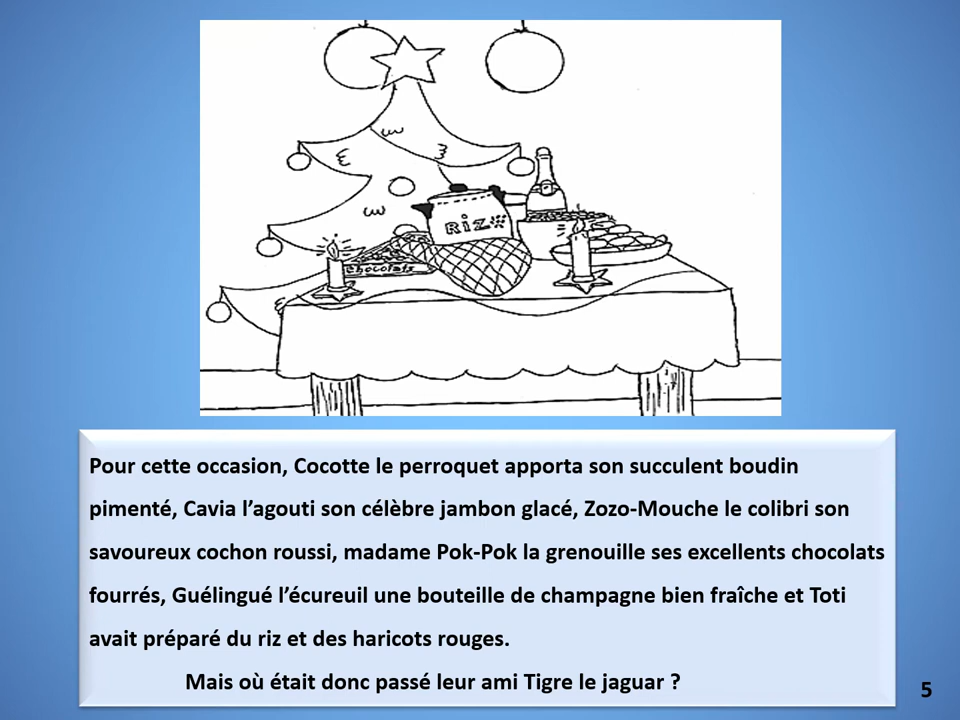 RiZ
chocolats
Pour cette occasion, Cocotte le perroquet apporta son succulent boudin
pimenté, Cavia l’agouti son célèbre jambon glacé, Zozo-Mouche le colibri son
savoureux cochon roussi, madame Pok-Pok la grenouille ses excellents chocolats
fourrés, Guélingué l’écureuil une bouteille de champagne bien fraîche et Toti
avait préparé du riz et des haricots rouges.
Mais où était donc passé leur ami Tigre le jaguar ?
5